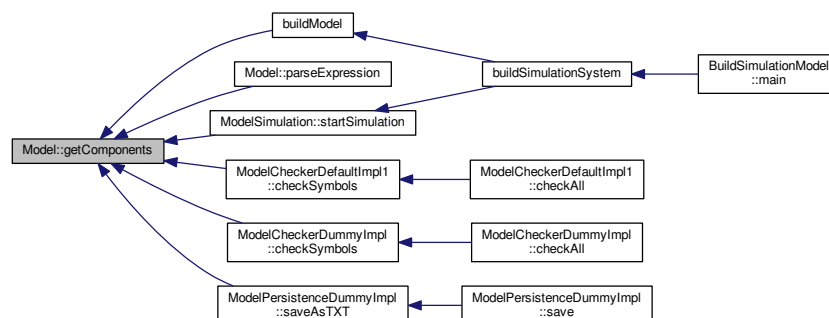 buildModel
Model::parseExpression
buildSimulationSystem
BuildSimulationModel
::main
ModelSimulation::startSimulation
Model::getComponents
ModelCheckerDefaultImpl1
::checkSymbols
ModelCheckerDefaultImpl1
::checkAll
ModelCheckerDummyImpl
::checkSymbols
ModelCheckerDummyImpl
::checkAll
ModelPersistenceDummyImpl
::saveAsTXT
ModelPersistenceDummyImpl
::save